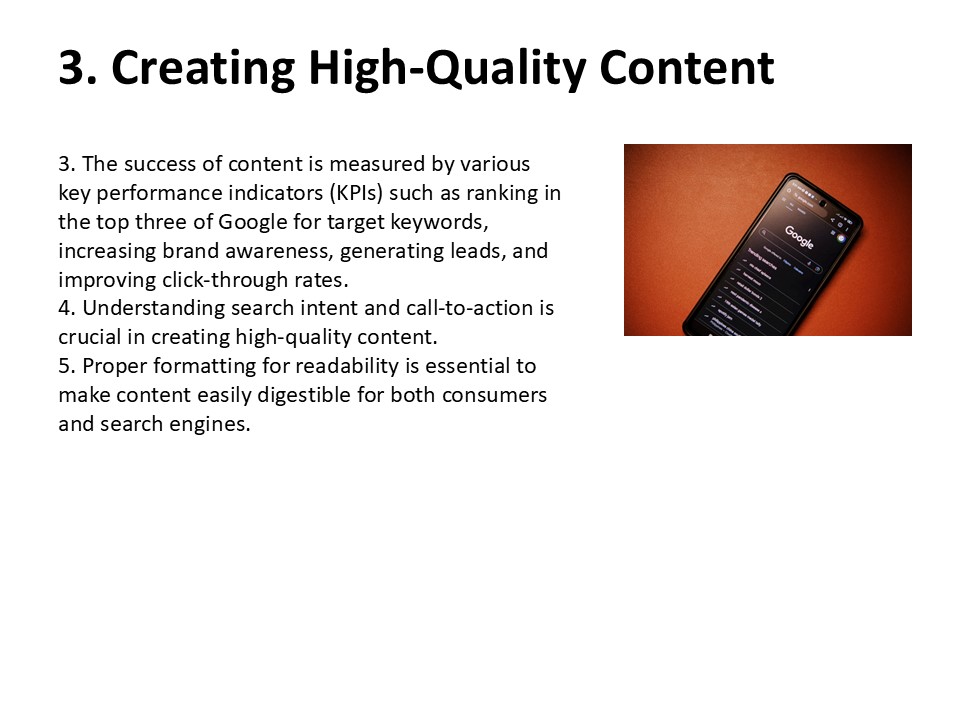 3. Creating High-Quality Content
3. The success of content is measured by various
key performance indicators (KPIs) such as ranking in
the top three of Google for target keywords,
increasing brand awareness, generating leads, and
improving click-through rates.
4. Understanding search intent and call-to-action is
crucial in creating high-quality content.
5. Proper formatting for readability is essential to
make content easily digestible for both consumers
and search engines.
Google
Trending searches